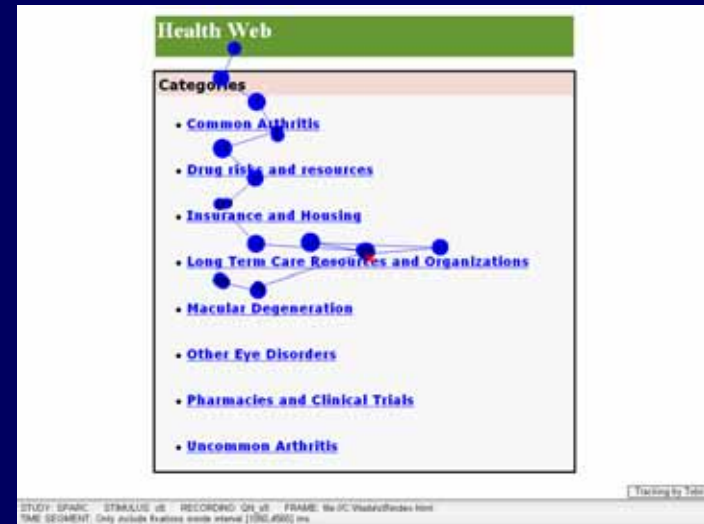 Health Web
Categories
Common Arthritis
Drug risks and resources
Insurance and Housing
Long Term Care Resources and Organizations
Macular Degeneration
Other Eye Disorders
Pharmacies and Clinical Trials
Uncommon Arthritis
Tracking by Tobii
STUDY: SPARC STIMULUS: v8 RECORDING: QN_v8 FRAME:
TIME SEGMENT: Only include fixations inside interval